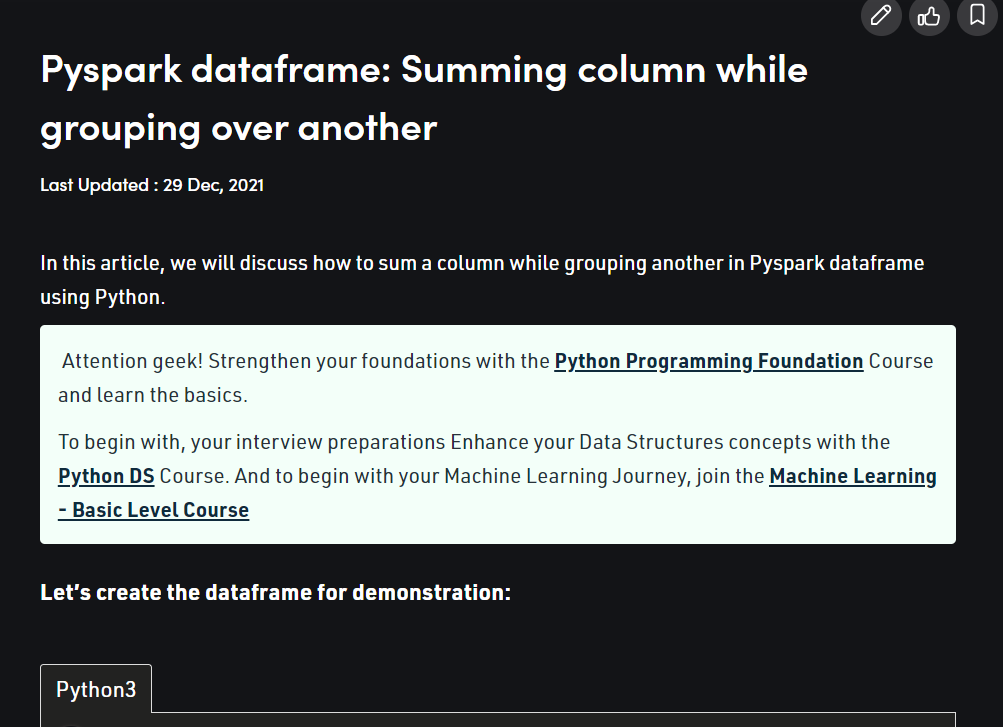 Pyspark dataframe: Summing column while
grouping over another
Last Updated : 29 Dec, 2021
In this article, we will discuss how to sum a column while grouping another in Pyspark dataframe
using Python.
Attention geek! Strengthen your foundations with the Python Programming Foundation Course
and learn the basics.
To begin with, your interview preparations Enhance your Data Structures concepts with the
Python DS Course. And to begin with your Machine Learning Journey, join the Machine Learning
- Basic Level Course
Let’s create the dataframe for demonstration:
Python3